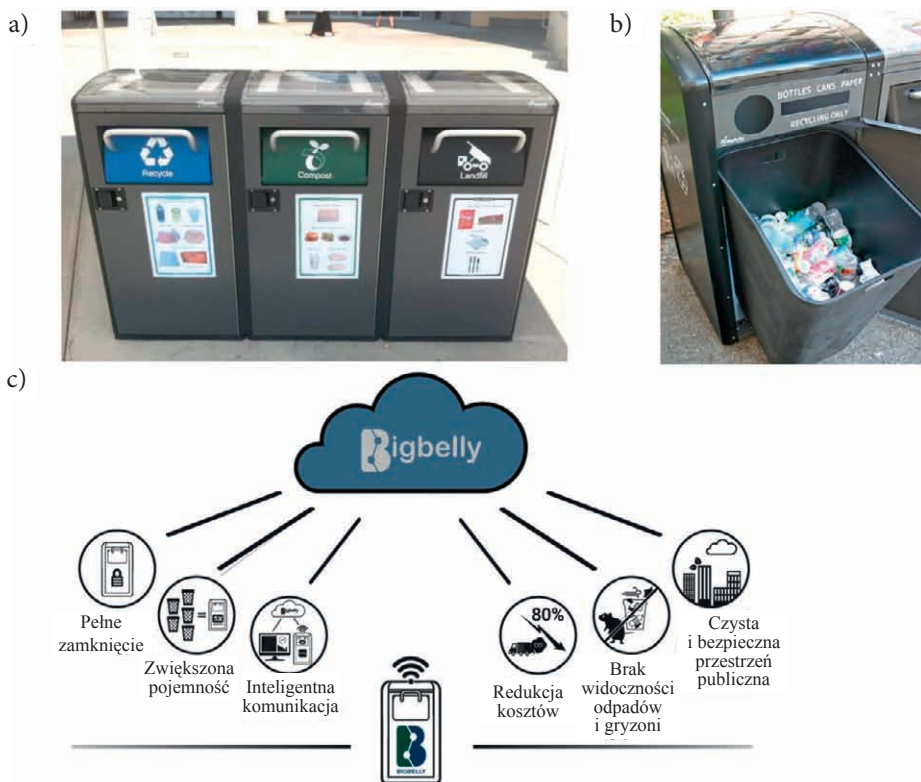 a)
b)
Recycle
Compost
Landfill
BOTTLES CANS PAPER
RECYCLING ONLY
c)
Bigbelly
Pełne
zamknięcie
Zwiększona
pojemność
Bigbelly
Inteligentna
komunikacja
80%
Redukcja
kosztów
Brak
widoczności
odpadów
i gryzoni
Czysta
i bezpieczna
przestrzeń
publiczna
BIGBELLY